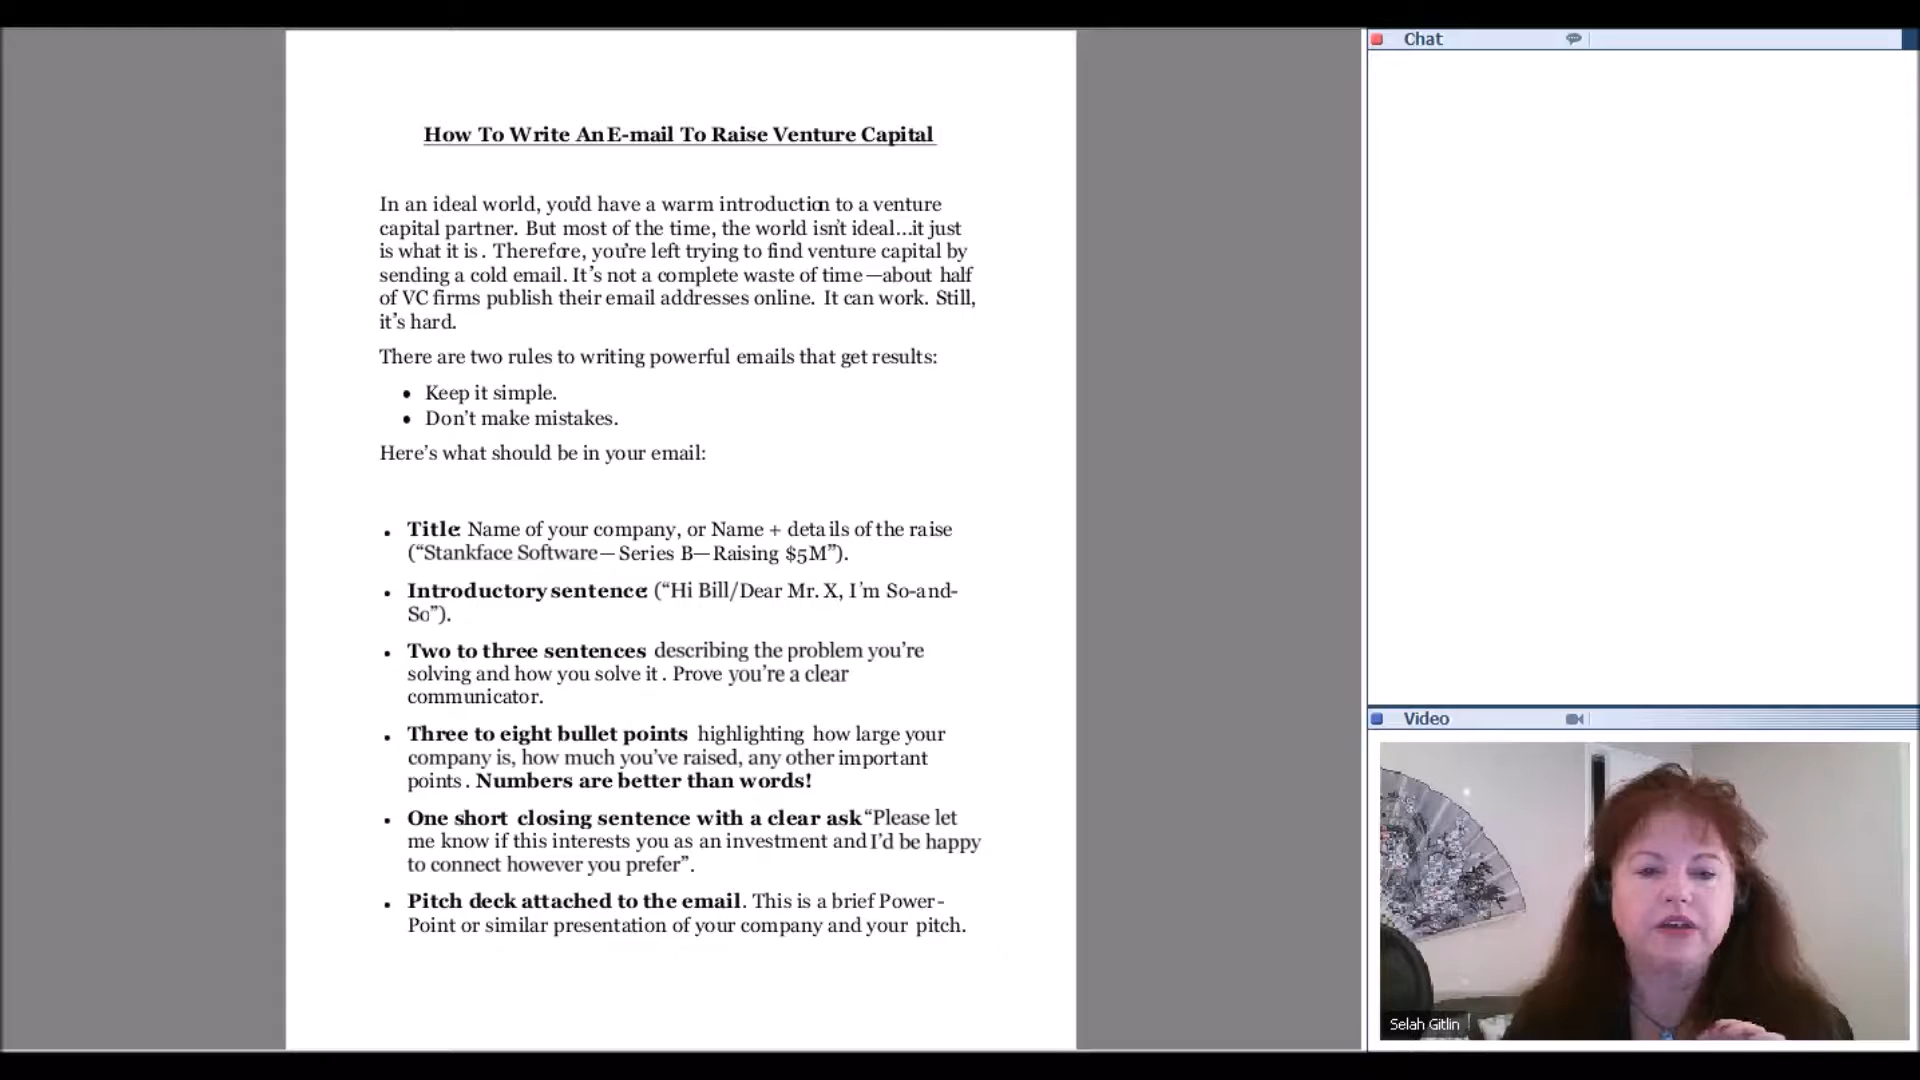 How To Write An E-mail To Raise Venture Capital
In an ideal world, you'd have a warm introduction to a venture
capital partner. But most of the time, the world isn't ideal...it just
is what it is. Therefore, you're left trying to find venture capital by
sending a cold email. It's not a complete waste of time—about half
of VC firms publish their email addresses online. It can work. Still,
it's hard.
There are two rules to writing powerful emails that get results:
• Keep it simple.
• Don't make mistakes.
Here's what should be in your email:
• Title: Name of your company, or Name + details of the raise
("Stankface Software—Series B—Raising $5M").
• Introductory sentence: ("Hi Bill/Dear Mr. X, I'm So-and-
So").
• Two to three sentences describing the problem you're
solving and how you solve it. Prove you're a clear
communicator.
• Three to eight bullet points highlighting how large your
company is, how much you've raised, any other important
points. Numbers are better than words!
• One short closing sentence with a clear ask "Please let
me know if this interests you as an investment and I'd be happy
to connect however you prefer".
• Pitch deck attached to the email. This is a brief Power-
Point or similar presentation of your company and your pitch.
Chat
Video
Selah Gitlin